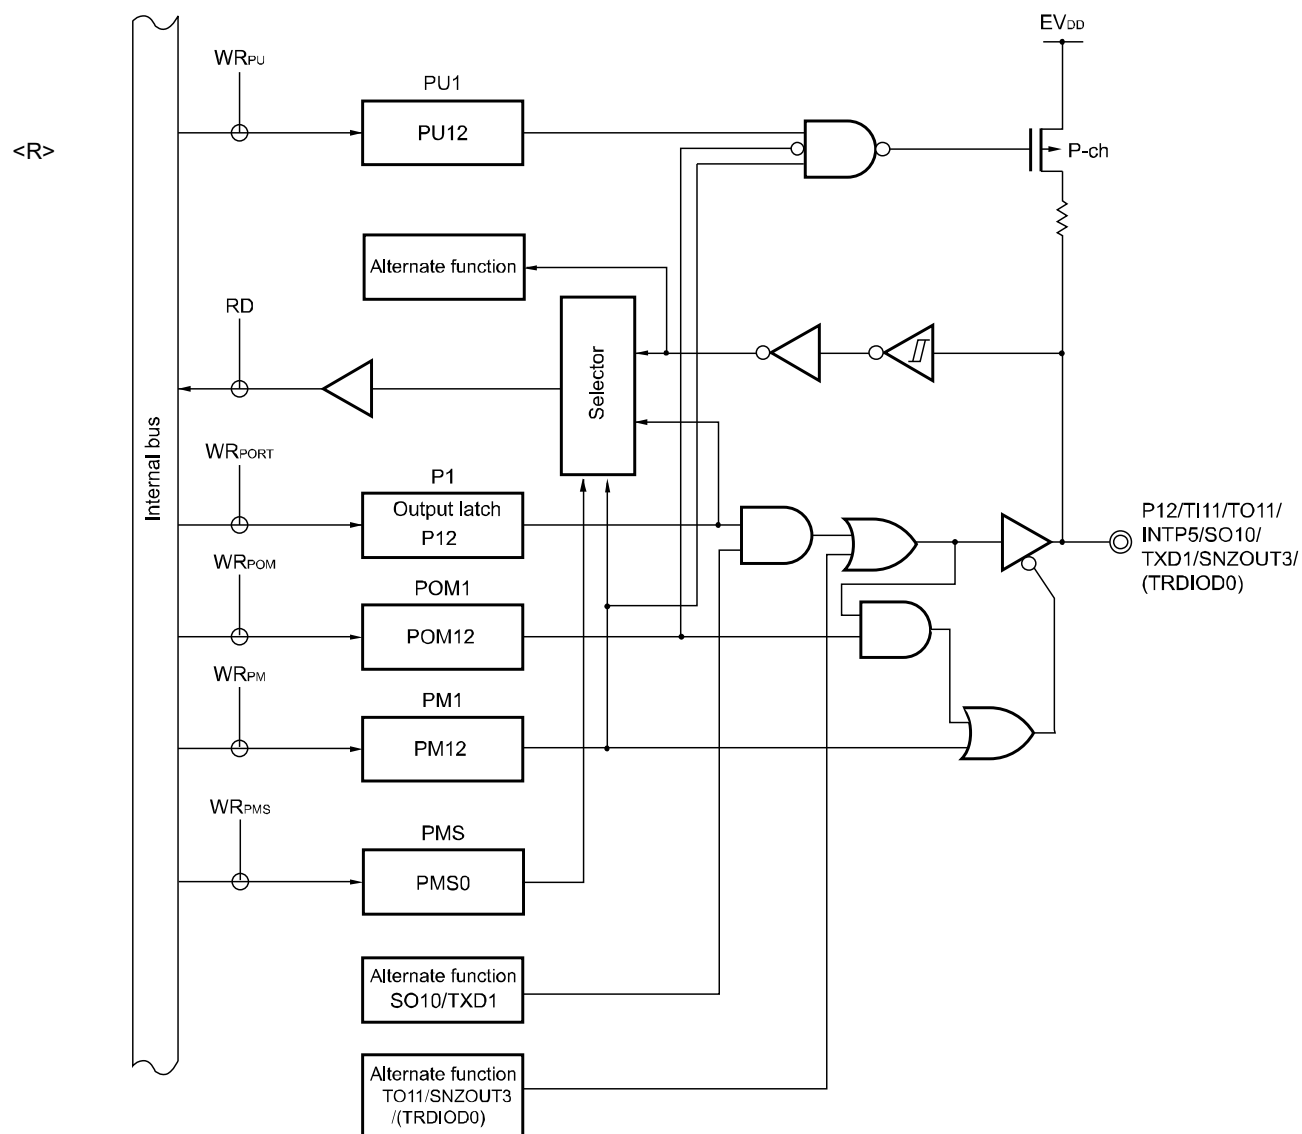 EVDD
WRPU
PU1
PU12
<R>
P-ch
Alternate function
RD
Selector
Internal bus
WRPORT
P1
Output latch
P12
P12/TI11/TO11/
INTP5/SO10/
TXD1/SNZOUT3/
(TRDIOD0)
WRPOM
POM1
POM12
WRPM
PM1
PM12
WRPMS
PMS
PMS0
Alternate function
SO10/TXD1
Alternate function
TO11/SNZOUT3
/(TRDIOD0)